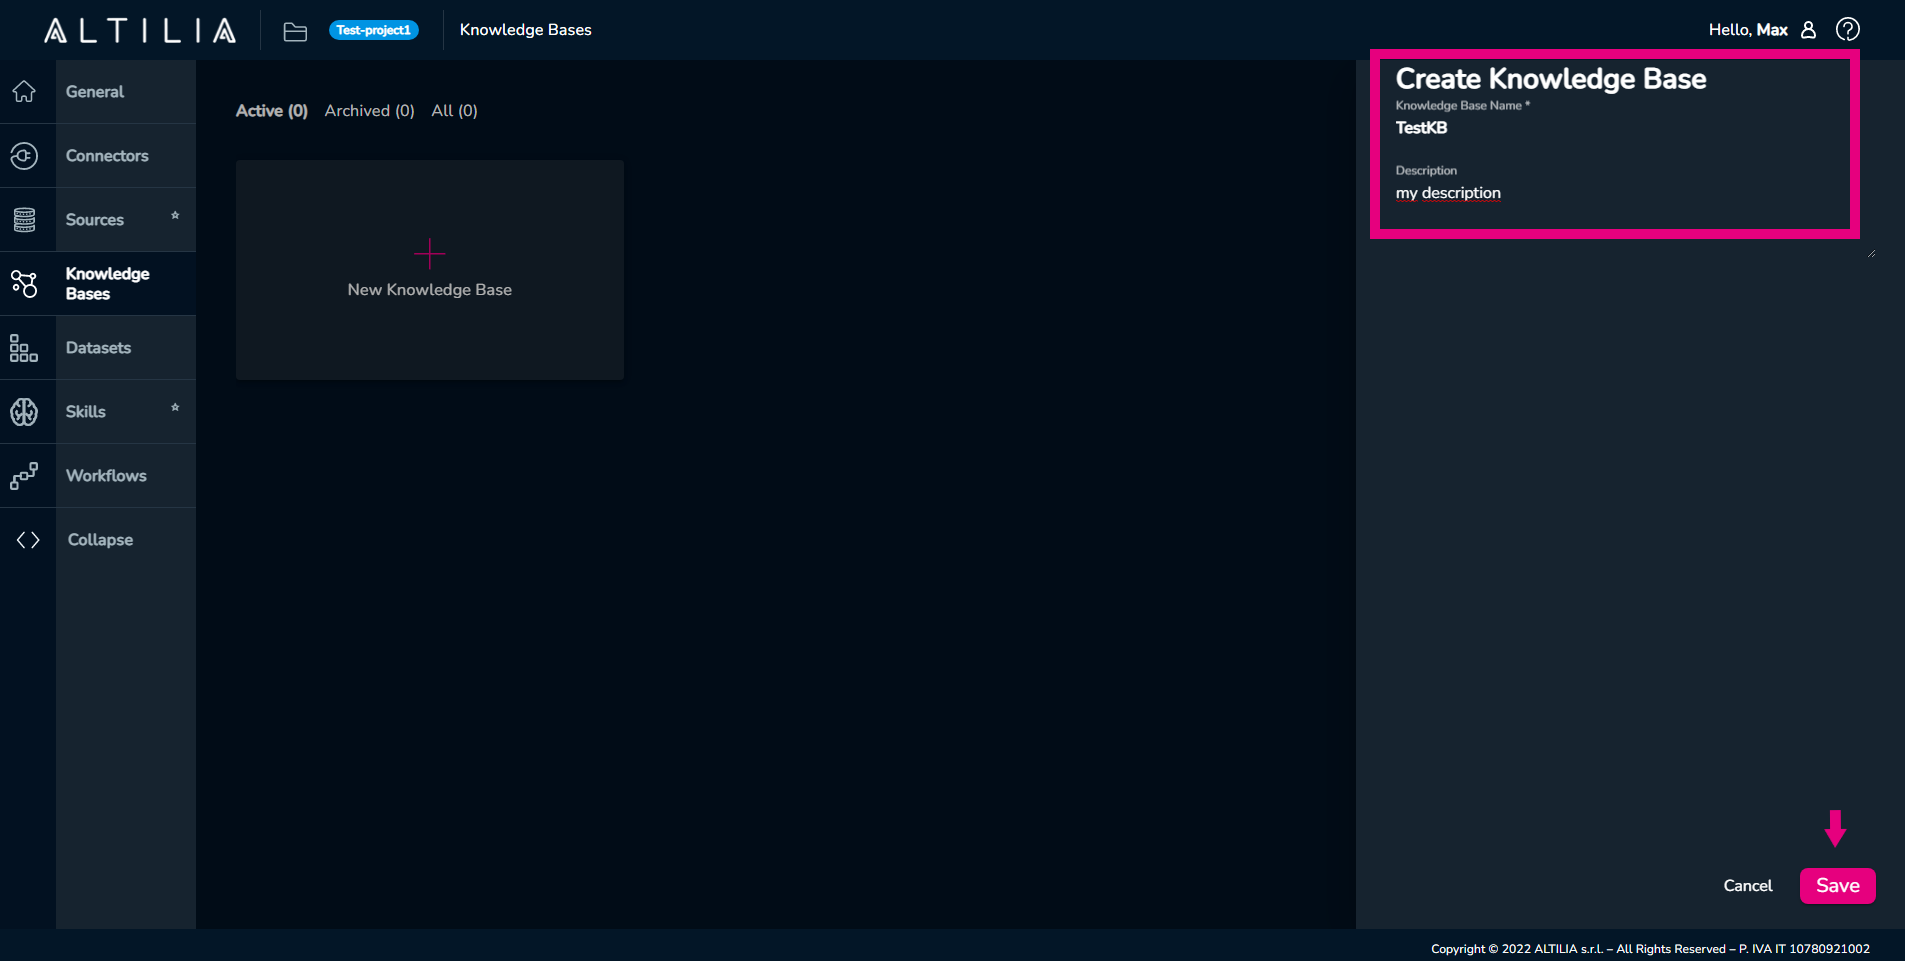 ALTILIA
Test-project1
Knowledge Bases
Hello, Max
General
Connectors
Sources
Knowledge
Bases
Datasets
Skills
Workflows
Collapse
Active (0) Archived (0) All (0)
New Knowledge Base
Create Knowledge Base
Knowledge Base Name *
TestKB
Description
my description
Cancel
Save
Copyright © 2022 ALTILIA s.r.l. – All Rights Reserved – P. IVA IT 10780921002